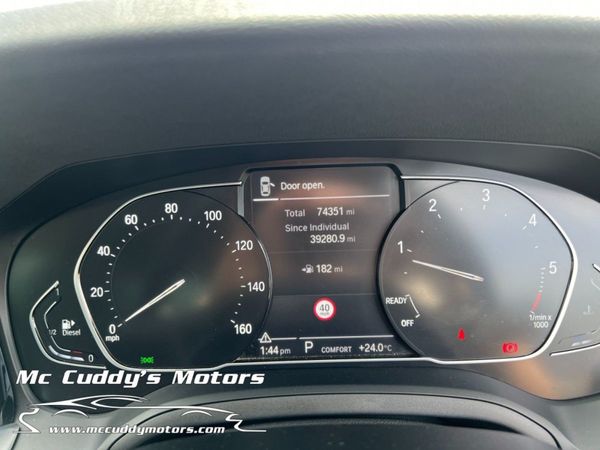 Door open.
Total 74351 mi
Since Individual
39280.9 mi
182 mi
40
1:44 pm P COMFORT +24.0°C
0 20 40 60 80 100 120 140 160
mph
1/2 Diesel 0
OFF READY 1 2 3 4 5
1/min x 1000
Mc Cuddy's Motors
www.mccuddymotors.com